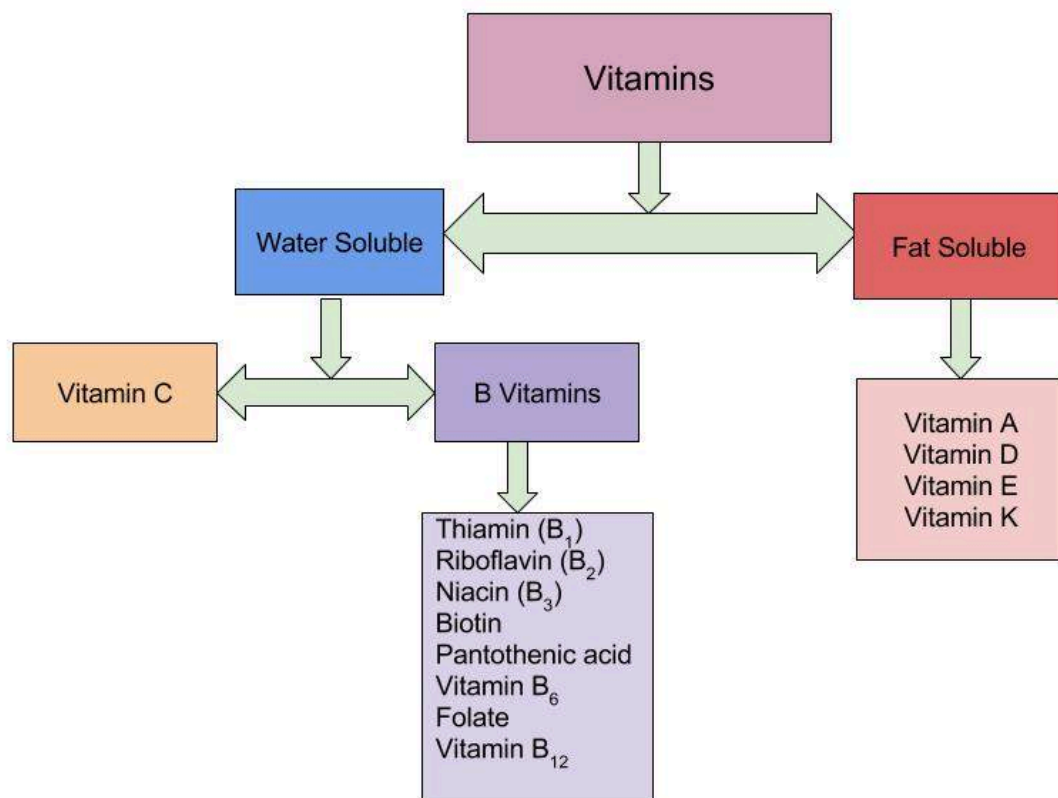 Vitamins
Water Soluble
Fat Soluble
Vitamin C
B Vitamins
Vitamin A
Vitamin D
Vitamin E
Vitamin K
Thiamin (B₁)
Riboflavin (B₂)
Niacin (B₃)
Biotin
Pantothenic acid
Vitamin B₆
Folate
Vitamin B₁₂